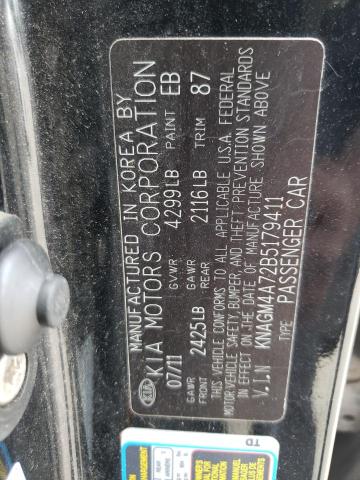 MANUFACTURED IN KOREA BY
KIA MOTORS CORPORATION
07/11 GVWR 4299LB PAINT EB
GAWR FRONT 2425LB GAWR REAR 2116LB TRIM 87
THIS VEHICLE CONFORMS TO ALL APPLICABLE U.S.A. FEDERAL
MOTOR VEHICLE SAFETY, BUMPER, AND THEFT PREVENTION STANDARDS
IN EFFECT ON THE DATE OF MANUFACTURE SHOWN ABOVE
V.I.N KNAGM4A72B5179411
TYPE: PASSENGER CAR
TD